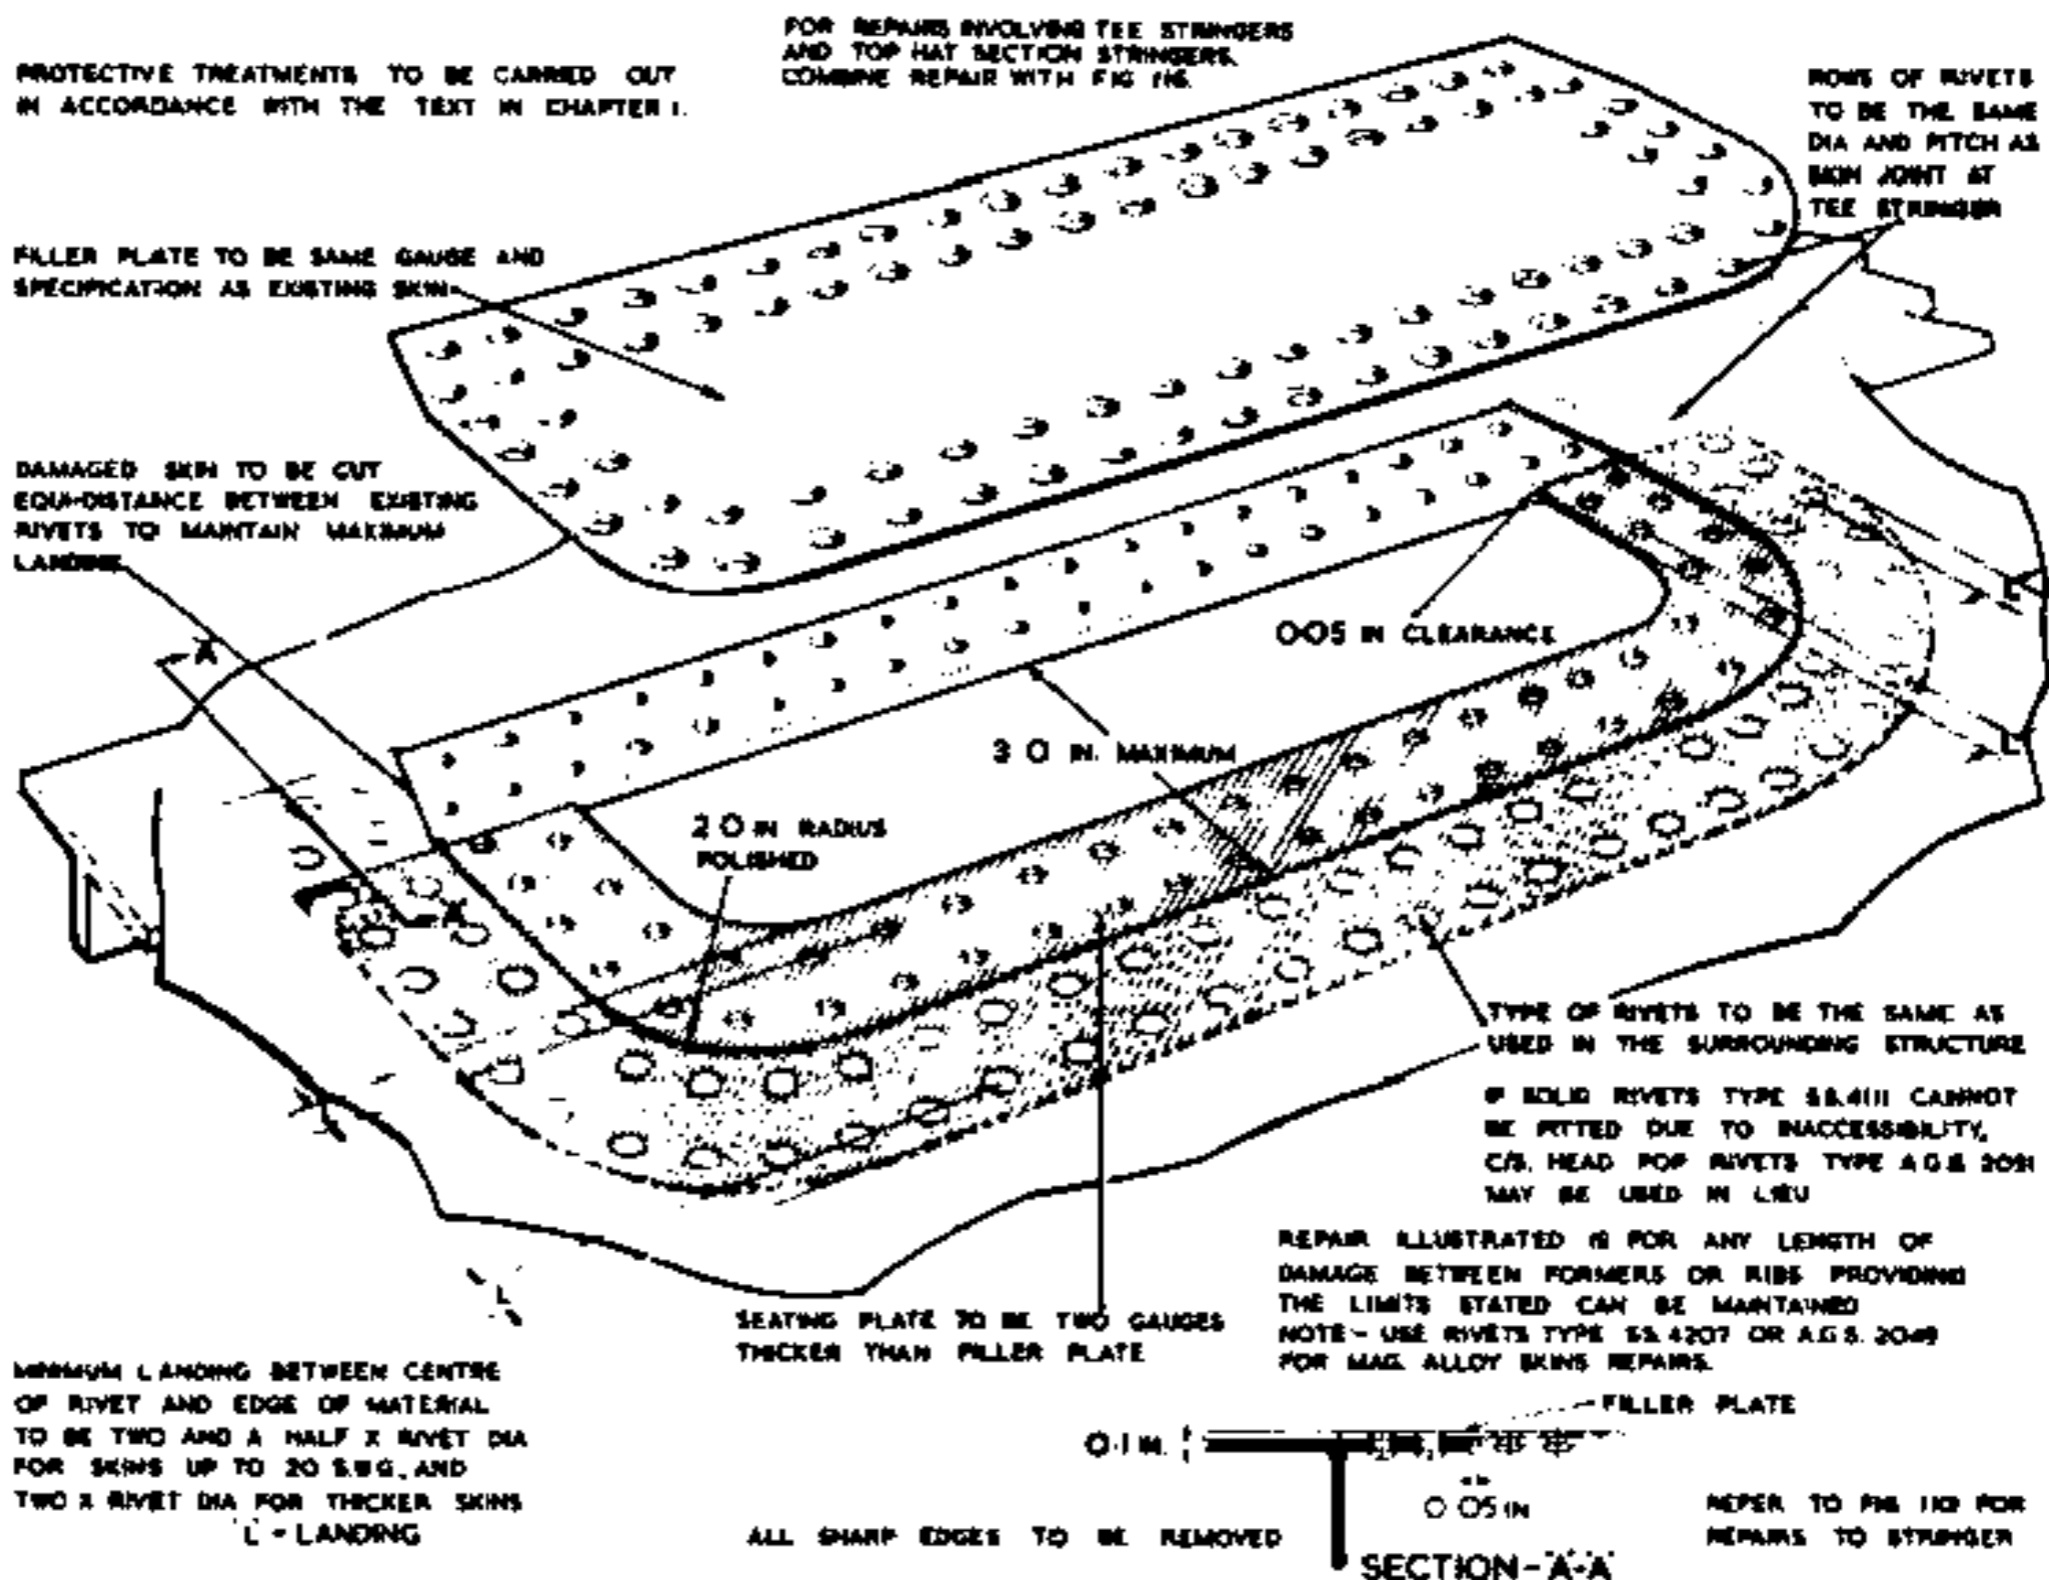 FOR REPAIRS INVOLVING TEE STRINGERS
AND TOP HAT SECTION STRINGERS.
COMBINE REPAIR WITH FIG 116.
PROTECTIVE TREATMENTS TO BE CARRIED OUT
IN ACCORDANCE WITH THE TEXT IN CHAPTER 1.
ROWS OF RIVETS
TO BE THE SAME
DIA AND PITCH AS
SKIN JOINT AT
TEE STRINGER
FILLER PLATE TO BE SAME GAUGE AND
SPECIFICATION AS EXISTING SKIN
DAMAGED SKIN TO BE CUT
EQUI-DISTANCE BETWEEN EXISTING
RIVETS TO MAINTAIN MAXIMUM
LANDING
A
L
0·05 IN CLEARANCE
3·0 IN. MAXIMUM
L
2·0 IN RADIUS
POLISHED
A
TYPE OF RIVETS TO BE THE SAME AS
USED IN THE SURROUNDING STRUCTURE
IF SOLID RIVETS TYPE S.S.4111 CANNOT
BE FITTED DUE TO INACCESSIBILITY,
C/S. HEAD POP RIVETS TYPE A.G.S. 2051
MAY BE USED IN LIEU
REPAIR ILLUSTRATED IS FOR ANY LENGTH OF
DAMAGE BETWEEN FORMERS OR RIBS PROVIDING
THE LIMITS STATED CAN BE MAINTAINED
NOTE - USE RIVETS TYPE S.S. 4207 OR A.G.S. 2049
FOR MAG. ALLOY SKINS REPAIRS.
L
SEATING PLATE TO BE TWO GAUGES
THICKER THAN FILLER PLATE
MINIMUM LANDING BETWEEN CENTRE
OF RIVET AND EDGE OF MATERIAL
TO BE TWO AND A HALF X RIVET DIA
FOR SKINS UP TO 20 S.W.G, AND
TWO X RIVET DIA FOR THICKER SKINS
'L' - LANDING
FILLER PLATE
0·1 IN.
0·05 IN
ALL SHARP EDGES TO BE REMOVED
SECTION - 'A-A'
REFER TO FIG FOR
REPAIRS TO STRINGER